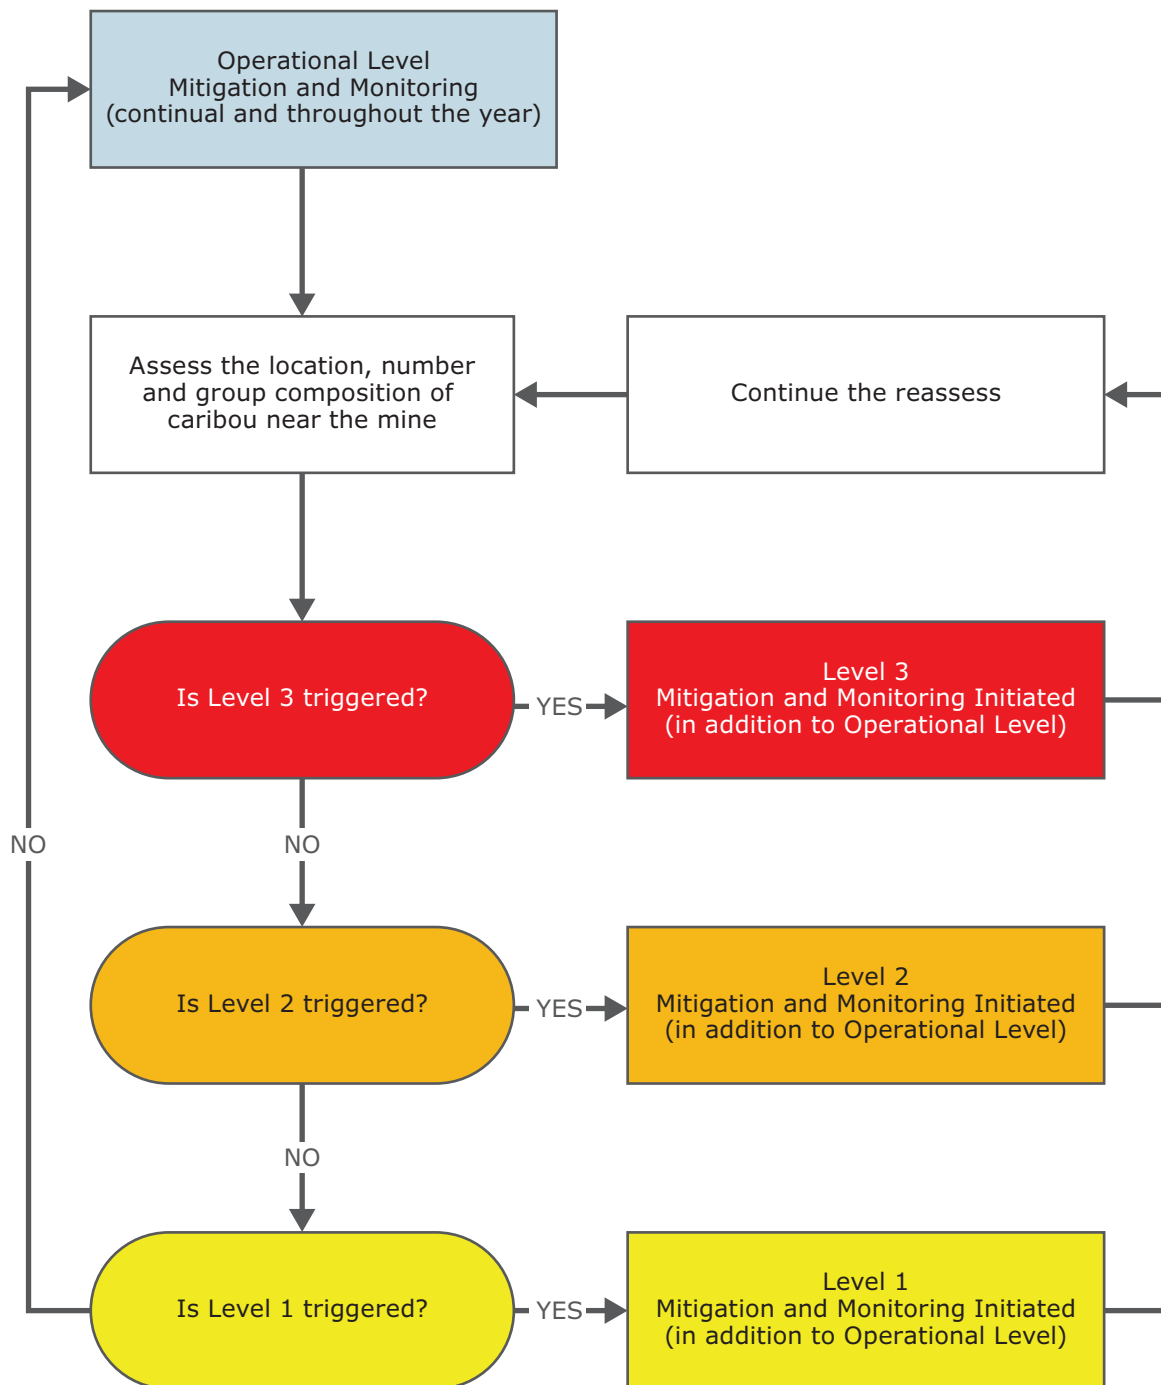 Operational Level
Mitigation and Monitoring
(continual and throughout the year)
Assess the location, number
and group composition of
caribou near the mine
Continue the reassess
Is Level 3 triggered?
YES
Level 3
Mitigation and Monitoring Initiated
(in addition to Operational Level)
NO
NO
Is Level 2 triggered?
YES
Level 2
Mitigation and Monitoring Initiated
(in addition to Operational Level)
NO
Is Level 1 triggered?
YES
Level 1
Mitigation and Monitoring Initiated
(in addition to Operational Level)